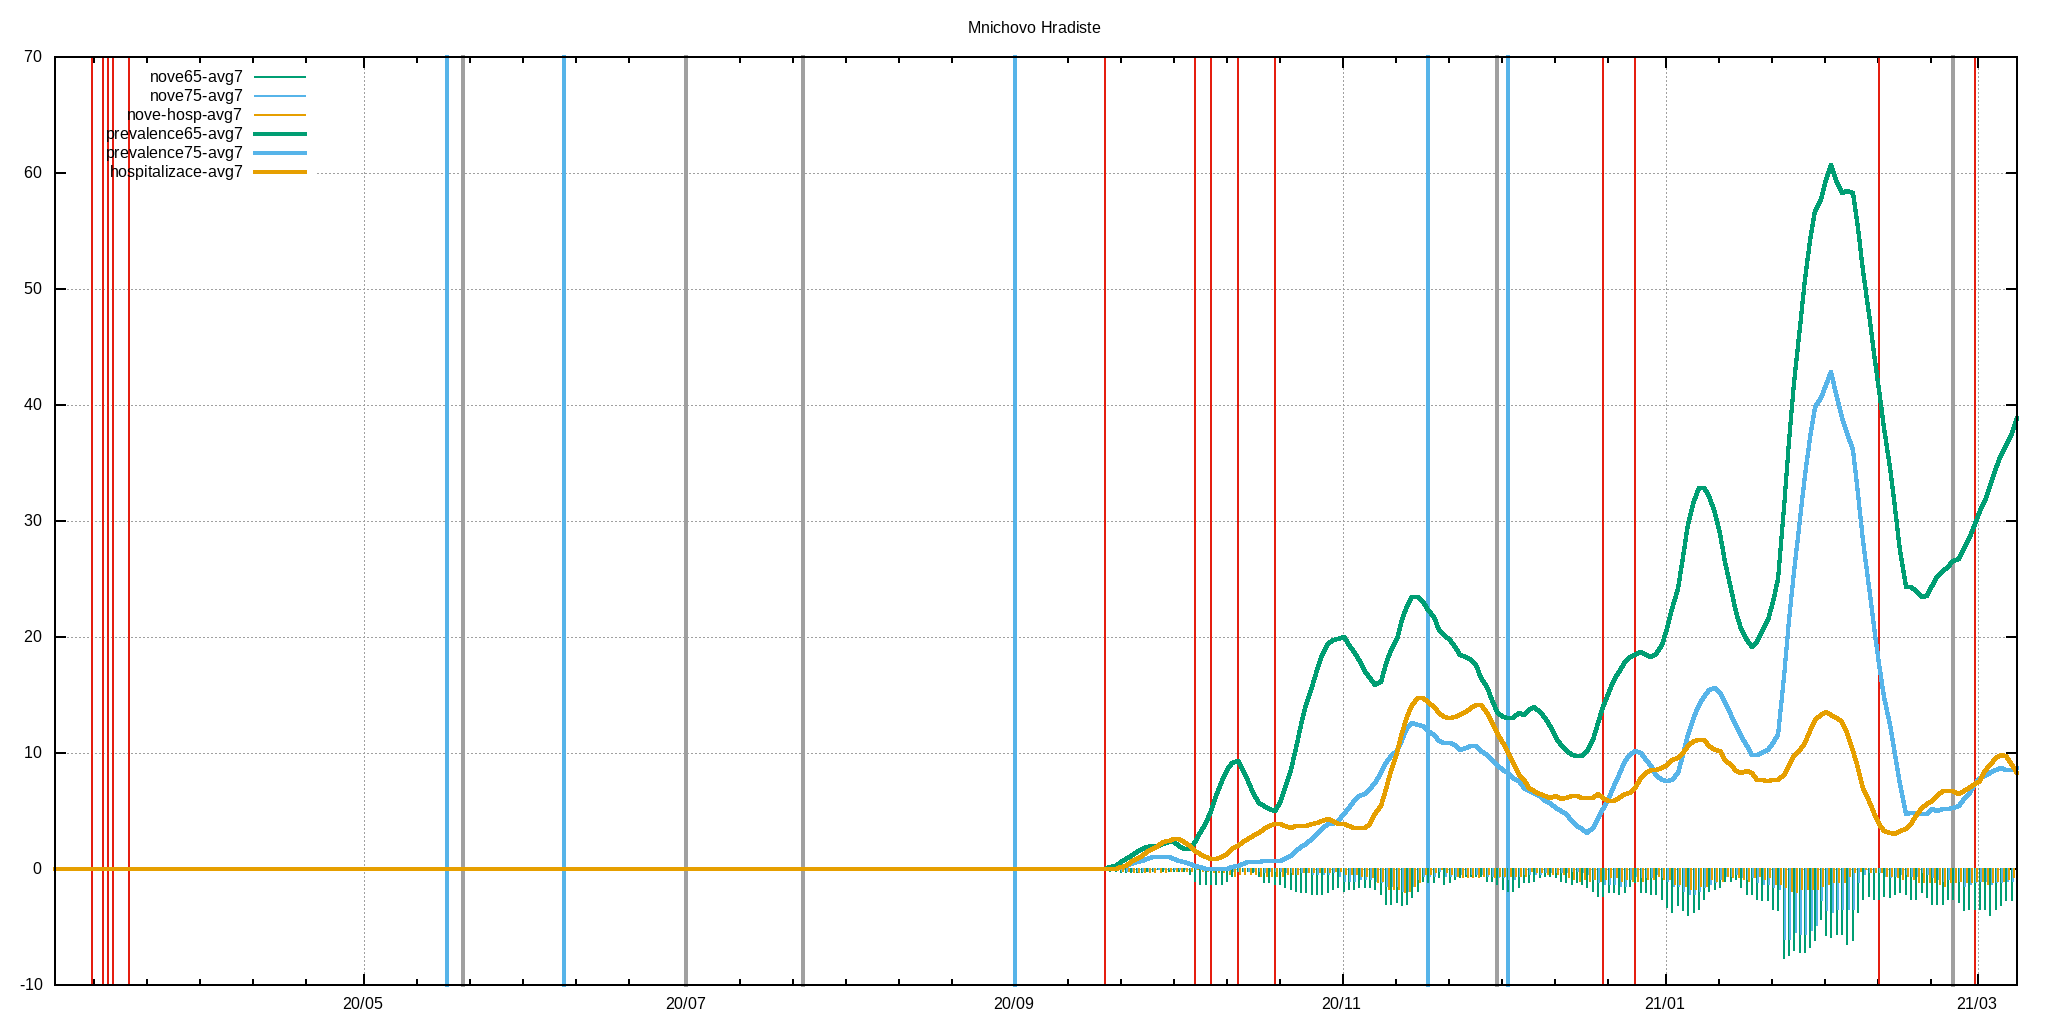 Mnichovo Hradiste
70
60
50
40
30
20
10
0
-10
nove65-avg7
nove75-avg7
nove-hosp-avg7
prevalence65-avg7
prevalence75-avg7
hospitalizace-avg7
20/05
20/07
20/09
20/11
21/01
21/03